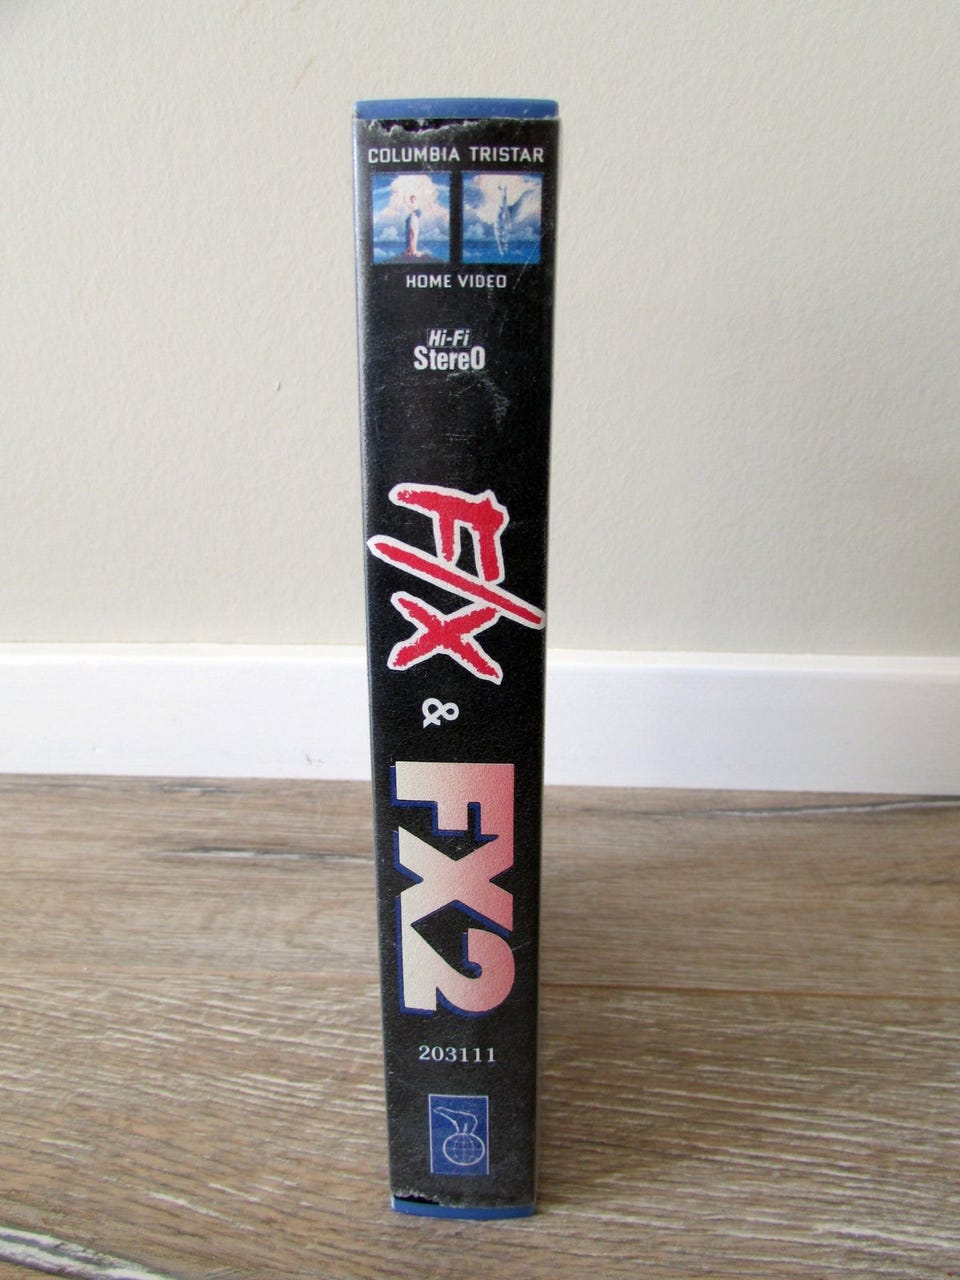 COLUMBIA TRISTAR
HOME VIDEO
Hi-Fi
Stereo
F/X
&
FX2
203111